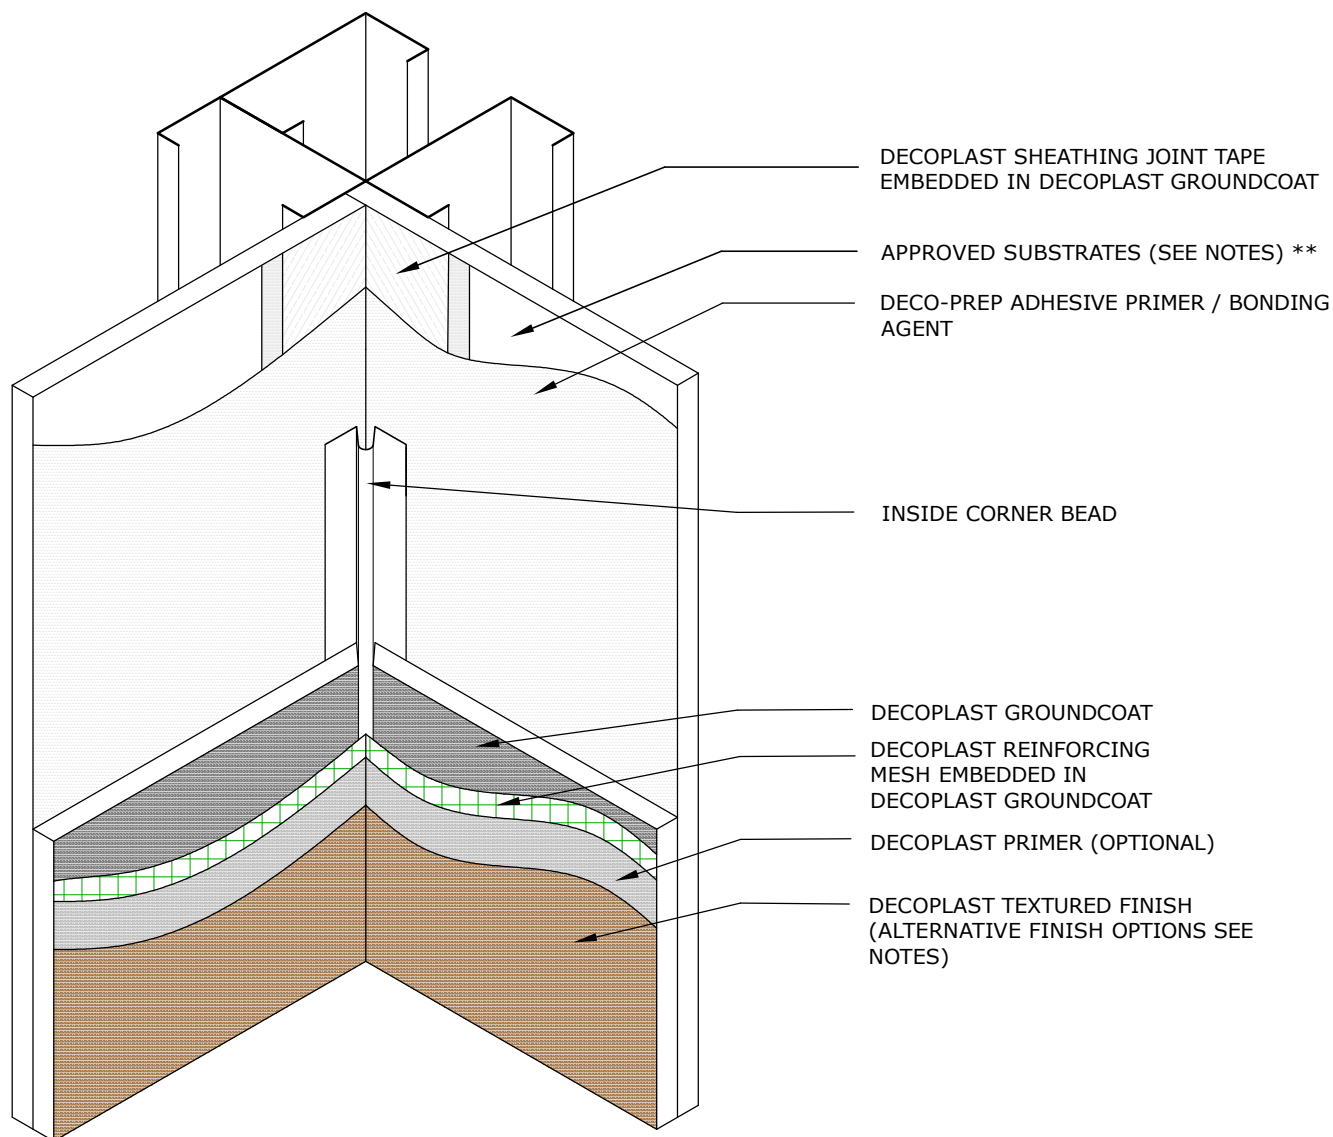 DECOPLAST SHEATHING JOINT TAPE
EMBEDDED IN DECOPLAST GROUNDCOAT
APPROVED SUBSTRATES (SEE NOTES) **
DECO-PREP ADHESIVE PRIMER / BONDING
AGENT
INSIDE CORNER BEAD
DECOPLAST GROUNDCOAT
DECOPLAST REINFORCING
MESH EMBEDDED IN
DECOPLAST GROUNDCOAT
DECOPLAST PRIMER (OPTIONAL)
DECOPLAST TEXTURED FINISH
(ALTERNATIVE FINISH OPTIONS SEE
NOTES)